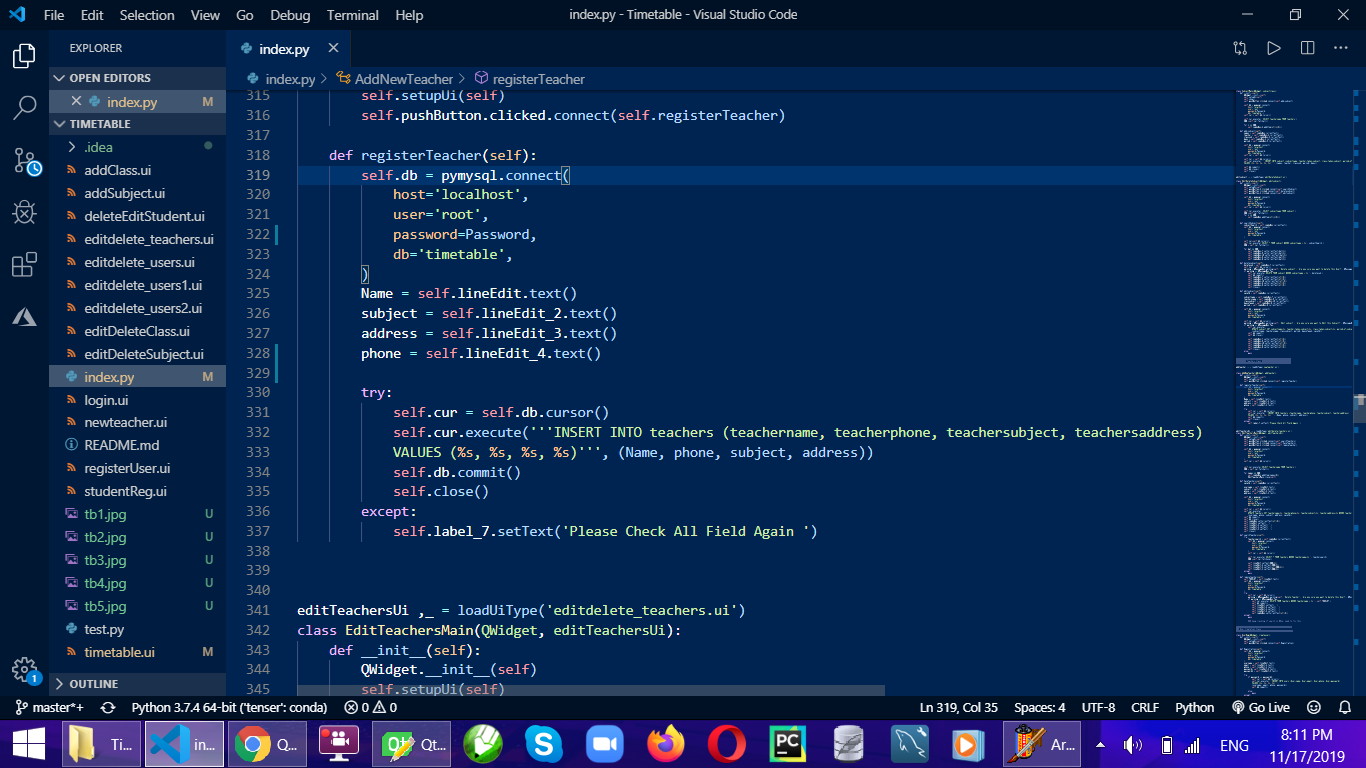 File Edit Selection View Go Debug Terminal Help
index.py - Timetable - Visual Studio Code
EXPLORER
OPEN EDITORS
index.py M
TIMETABLE
.idea
addClass.ui
addSubject.ui
deleteEditStudent.ui
editdelete_teachers.ui
editdelete_users.ui
editdelete_users1.ui
editdelete_users2.ui
editDeleteClass.ui
editDeleteSubject.ui
index.py M
login.ui
newteacher.ui
README.md
registerUser.ui
studentReg.ui
tb1.jpg U
tb2.jpg U
tb3.jpg U
tb4.jpg U
tb5.jpg U
test.py
timetable.ui M
OUTLINE
1
index.py
index.py > AddNewTeacher > registerTeacher
315 self.setupUi(self)
316 self.pushButton.clicked.connect(self.registerTeacher)
317
318 def registerTeacher(self):
319 self.db = pymysql.connect(
320 host='localhost',
321 user='root',
322 password=Password,
323 db='timetable',
324 )
325 Name = self.lineEdit.text()
326 subject = self.lineEdit_2.text()
327 address = self.lineEdit_3.text()
328 phone = self.lineEdit_4.text()
329
330 try:
331 self.cur = self.db.cursor()
332 self.cur.execute('''INSERT INTO teachers (teachername, teacherphone, teachersubject, teachersaddress)
333 VALUES (%s, %s, %s, %s)''', (Name, phone, subject, address))
334 self.db.commit()
335 self.close()
336 except:
337 self.label_7.setText('Please Check All Field Again ')
338
339
340
341 editTeachersUi ,_ = loadUiType('editdelete_teachers.ui')
342 class EditTeachersMain(QWidget, editTeachersUi):
343 def __init__(self):
344 QWidget.__init__(self)
345 self.setupUi(self)
master*+ Python 3.7.4 64-bit ('tenser': conda) 0 0
Ln 319, Col 35 Spaces: 4 UTF-8 CRLF Python Go Live
Ti... in... Q... Qt... PC Ar... ENG
8:11 PM
11/17/2019